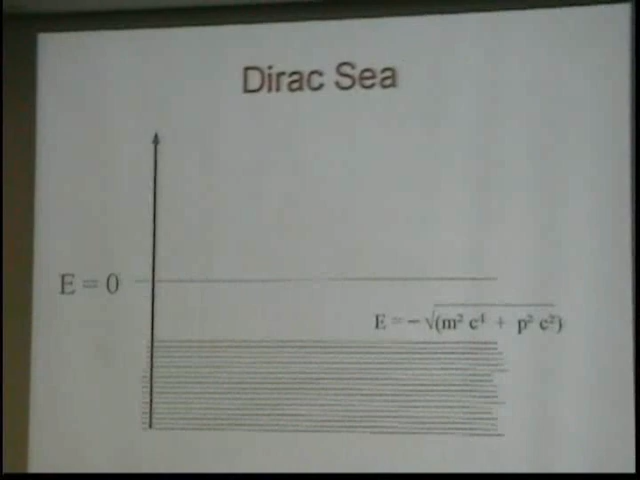 Dirac Sea
E = 0
E = – √(m² c⁴ + p² c²)